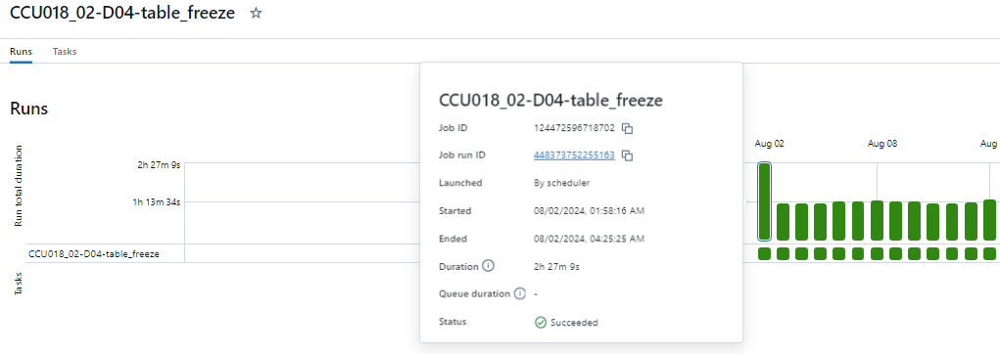 CCU018_02-D04-table_freeze
Runs Tasks
Runs
CCU018_02-D04-table_freeze
Job ID 124472596718702
Job run ID 448373752255163
Launched By scheduler
Started 08/02/2024, 01:58:16 AM
Ended 08/02/2024, 04:25:25 AM
Duration 2h 27m 9s
Queue duration -
Status Succeeded
Aug 02 Aug 08 Aug
Run total duration
2h 27m 9s
1h 13m 34s
CCU018_02-D04-table_freeze
Tasks